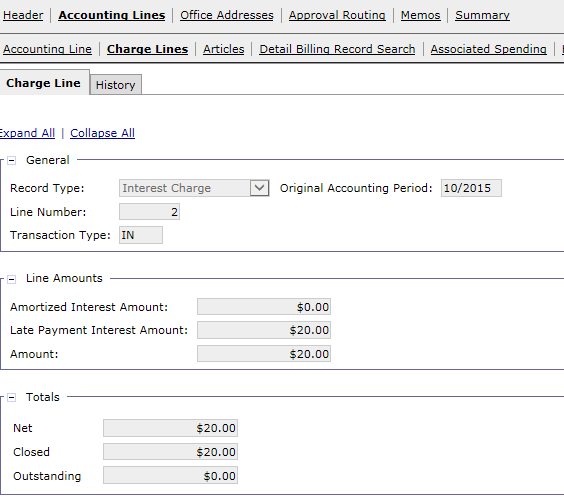 Header Accounting Lines Office Addresses Approval Routing Memos Summary
Accounting Line Charge Lines Articles Detail Billing Record Search Associated Spending
Charge Line History
Expand All | Collapse All
General
Record Type: Interest Charge Original Accounting Period: 10/2015
Line Number: 2
Transaction Type: IN
Line Amounts
Amortized Interest Amount: $0.00
Late Payment Interest Amount: $20.00
Amount: $20.00
Totals
Net $20.00
Closed $20.00
Outstanding $0.00